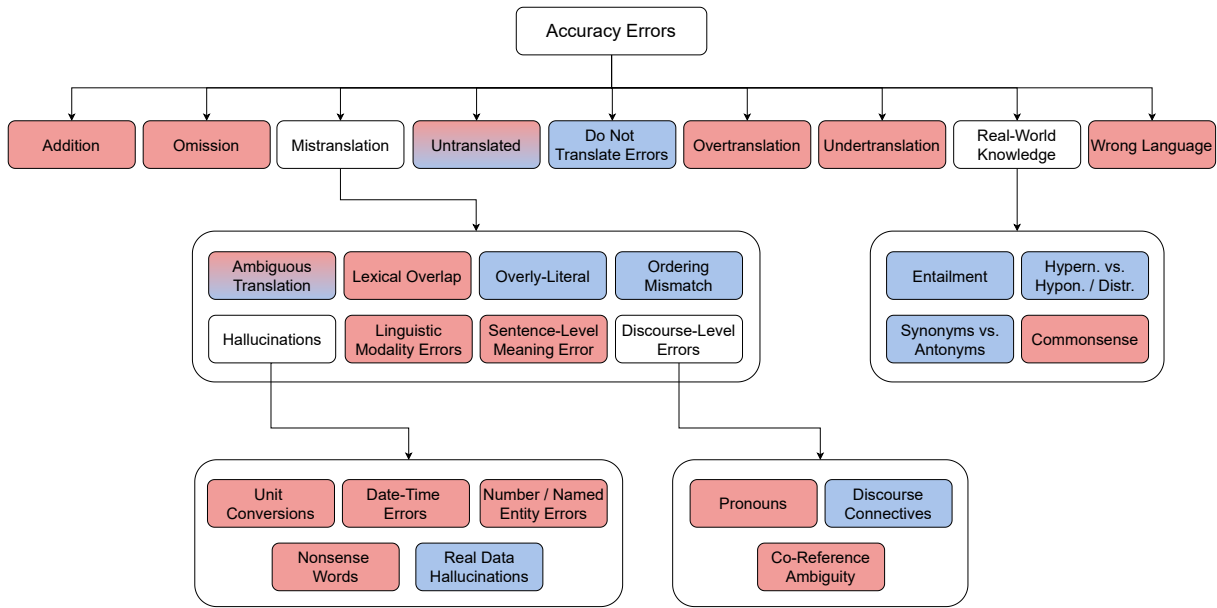 Accuracy Errors
Addition
Omission
Mistranslation
Untranslated
Do Not
Translate Errors
Overtranslation
Undertranslation
Real-World
Knowledge
Wrong Language
Ambiguous
Translation
Lexical Overlap
Overly-Literal
Ordering
Mismatch
Hallucinations
Linguistic
Modality Errors
Sentence-Level
Meaning Error
Discourse-Level
Errors
Entailment
Hypern. vs.
Hypon. / Distr.
Synonyms vs.
Antonyms
Commonsense
Unit
Conversions
Date-Time
Errors
Number / Named
Entity Errors
Nonsense
Words
Real Data
Hallucinations
Pronouns
Discourse
Connectives
Co-Reference
Ambiguity